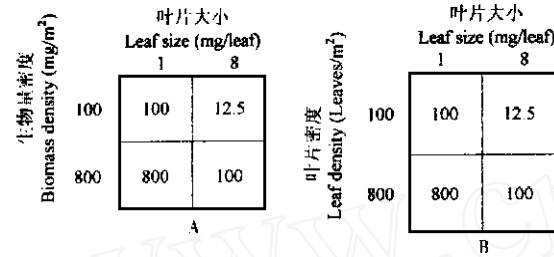 叶片大小
Leaf size (mg/leaf)
1 8
生物量密度
Biomass density (mg/m²)
100 100 12.5
800 800 100
A
叶片大小
Leaf size (mg/leaf)
1 8
叶片密度
Leaf density (Leaves/m²)
100 100 12.5
800 800 100
B